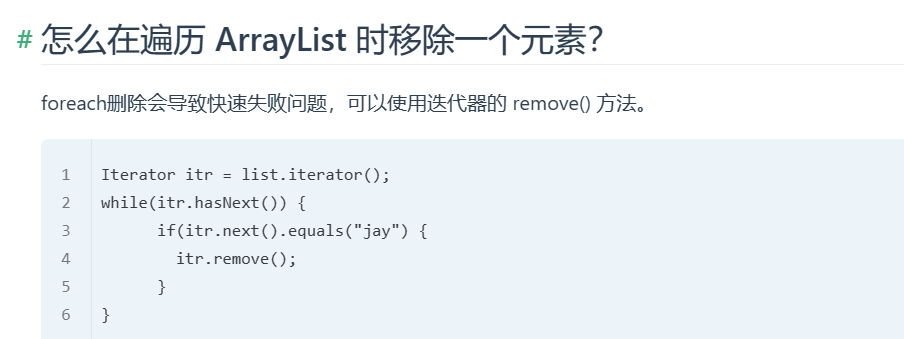 # 怎么在遍历 ArrayList 时移除一个元素？
foreach删除会导致快速失败问题，可以使用迭代器的 remove() 方法。
1 Iterator itr = list.iterator();
2 while(itr.hasNext()) {
3       if(itr.next().equals("jay") {
4         itr.remove();
5       }
6 }